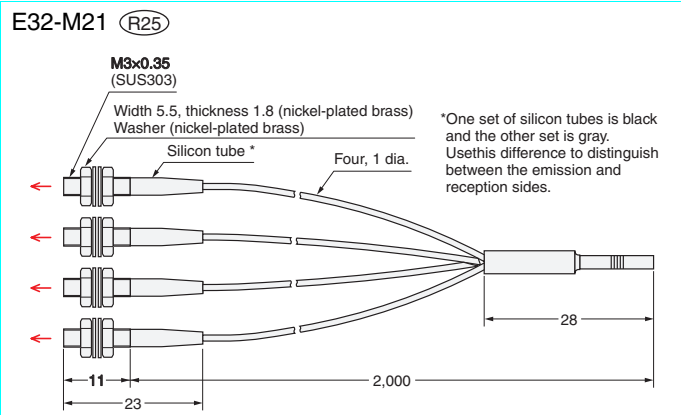 E32-M21 R25
M3×0.35
(SUS303)
Width 5.5, thickness 1.8 (nickel-plated brass)
Washer (nickel-plated brass)
Silicon tube *
Four, 1 dia.
*One set of silicon tubes is black
and the other set is gray.
Usethis difference to distinguish
between the emission and
reception sides.
28
11
2,000
23